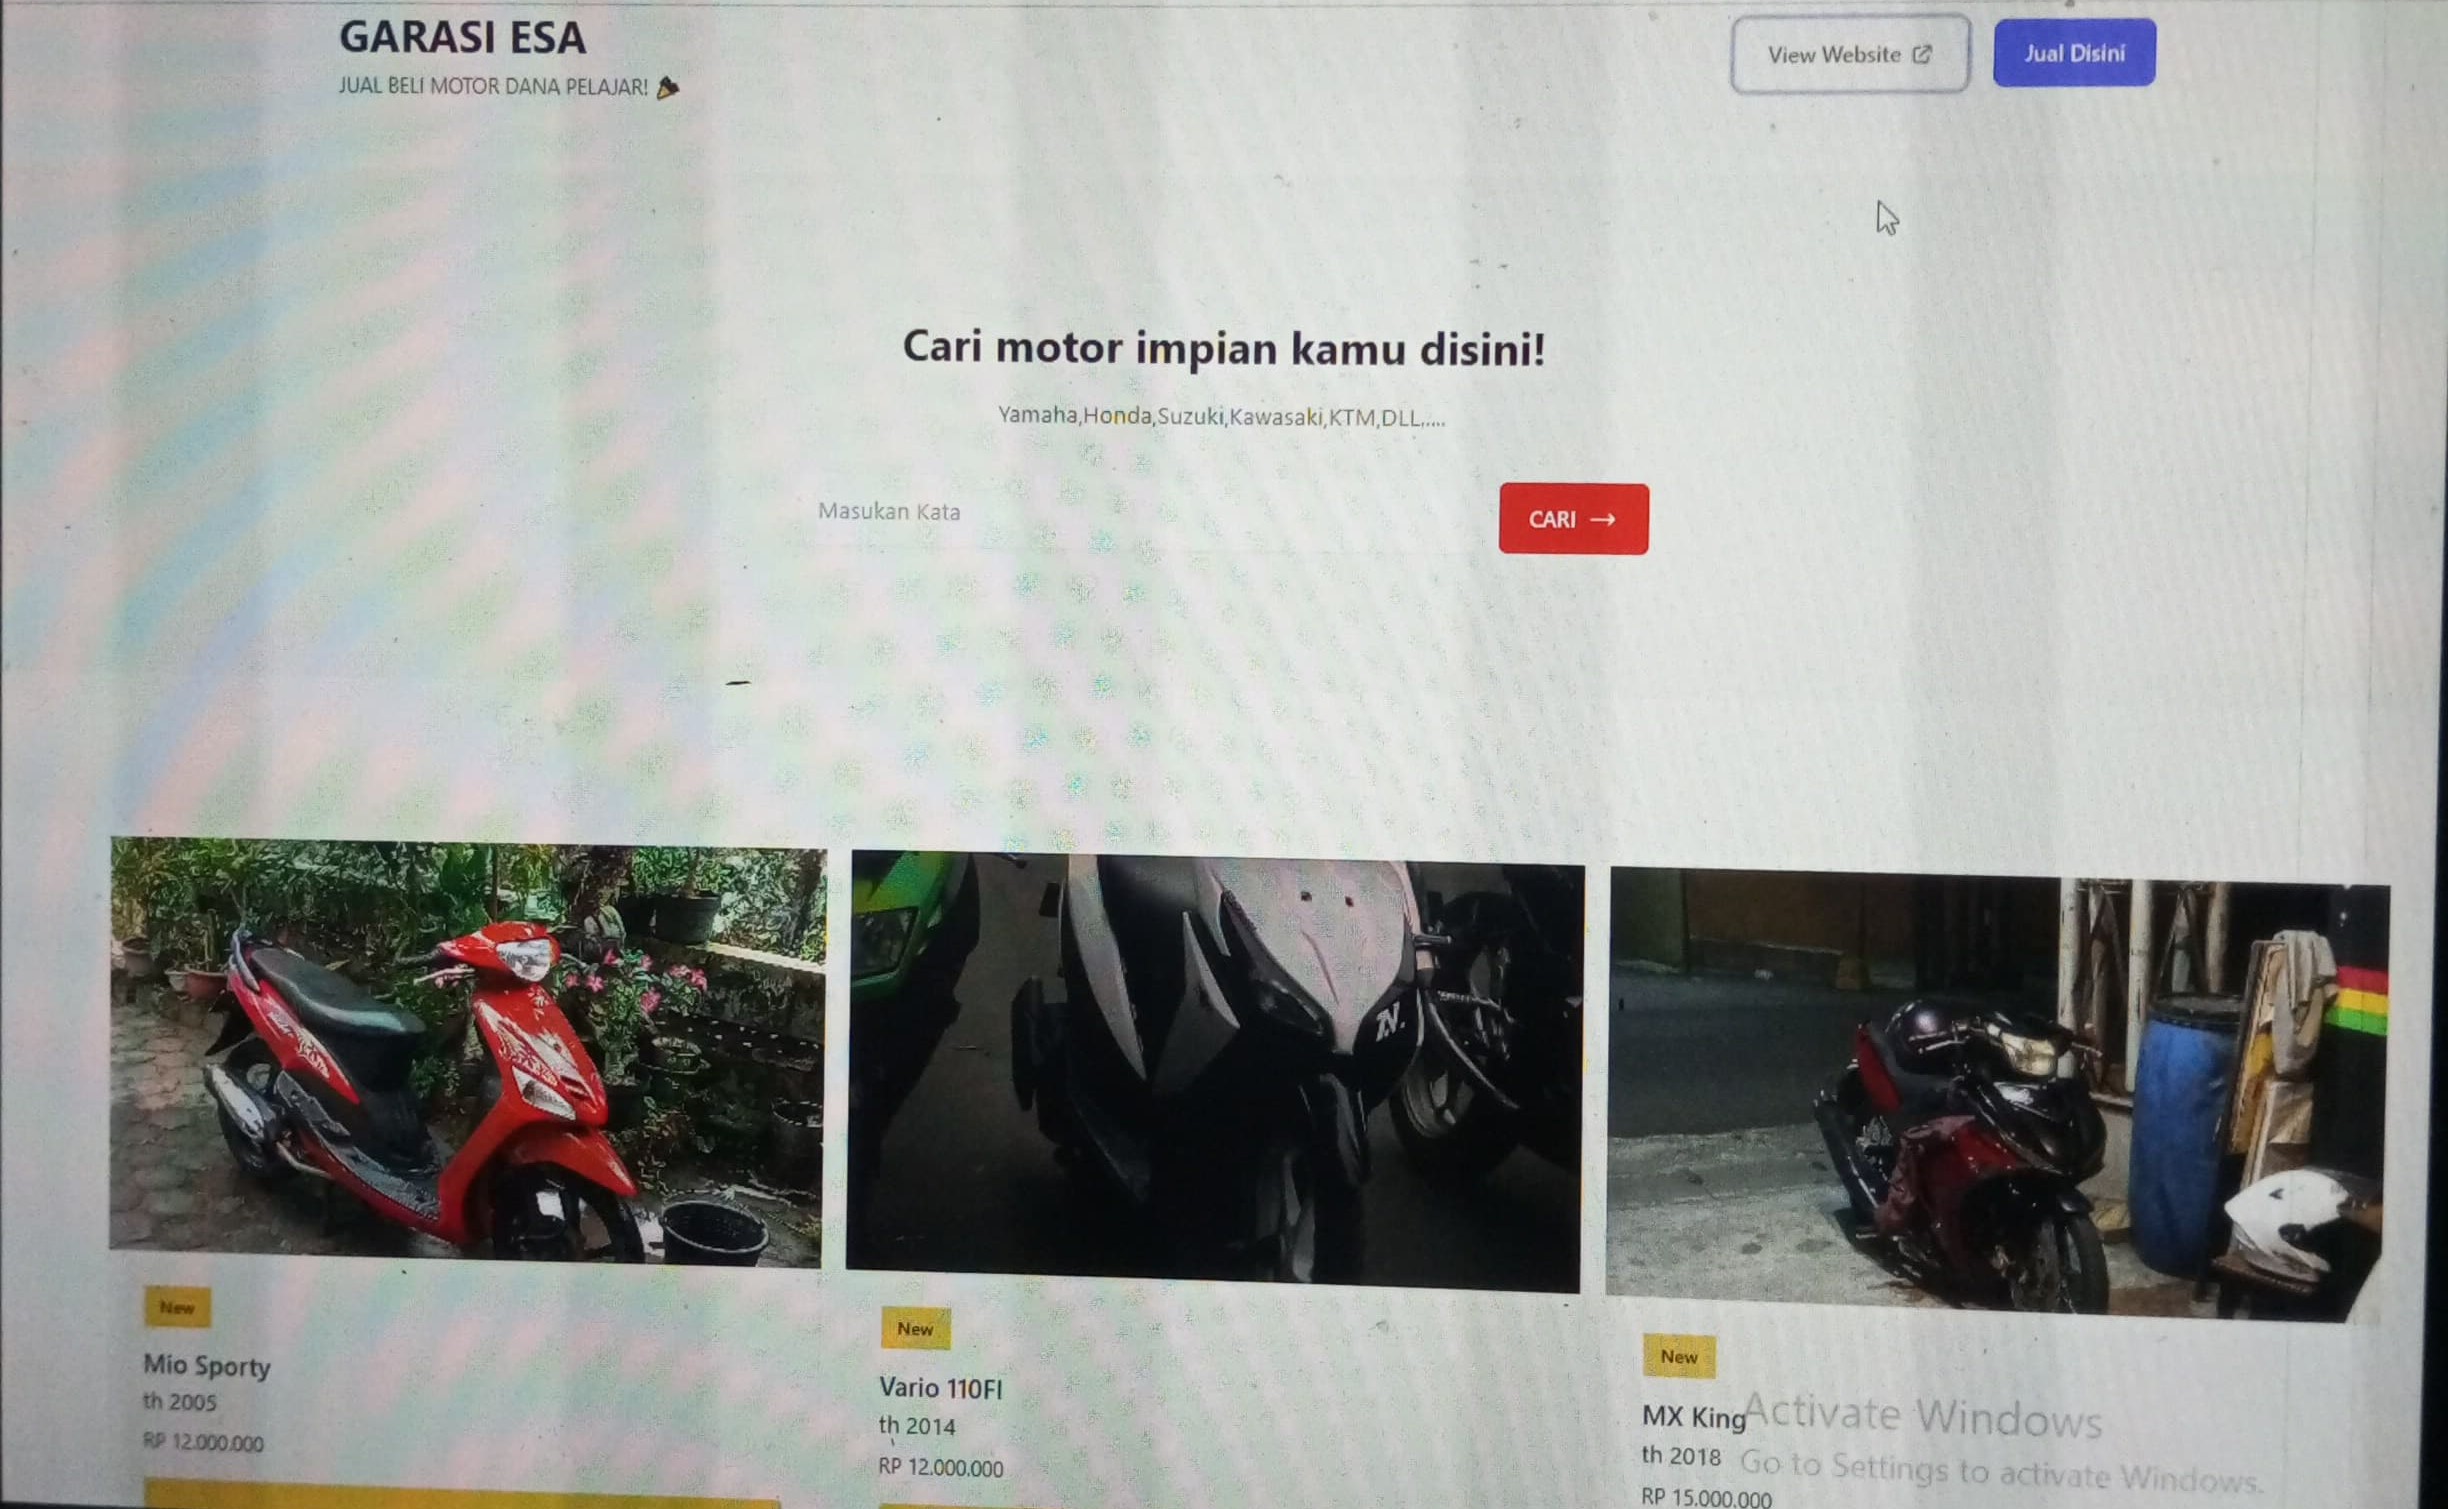 GARASI ESA
JUAL BELI MOTOR DANA PELAJAR!
View Website
Jual Disini
Cari motor impian kamu disini!
Yamaha,Honda,Suzuki,Kawasaki,KTM,DLL,....
Masukan Kata
CARI →
New
Mio Sporty
th 2005
RP 12.000.000
New
Vario 110FI
th 2014
RP 12.000.000
New
MX King
th 2018
RP 15.000.000
Activate Windows
Go to Settings to activate Windows.